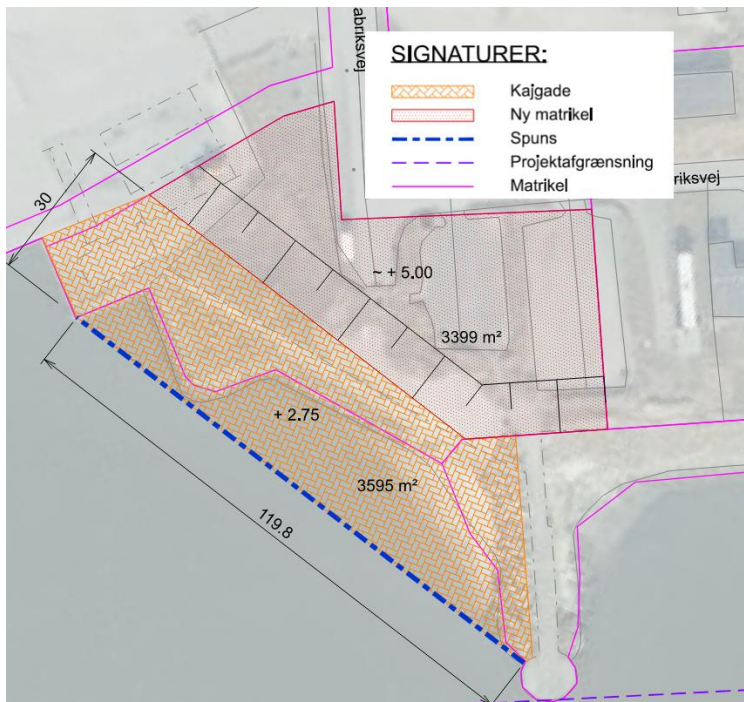 abriksvej
SIGNATURER:
Kajgade
Ny matrikel
Spuns
Projektafgrænsning
Matrikel
riksvej
30
~ + 5.00
3399 m²
+ 2.75
3595 m²
119.8